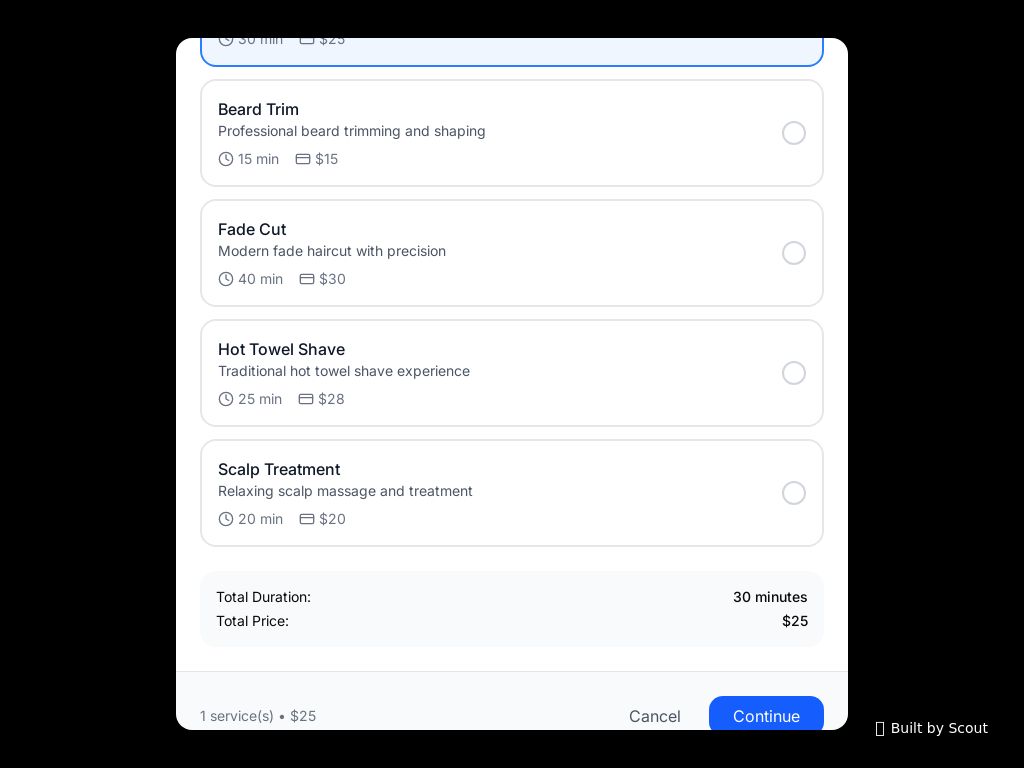 30 min $25
Beard Trim
Professional beard trimming and shaping
15 min $15
Fade Cut
Modern fade haircut with precision
40 min $30
Hot Towel Shave
Traditional hot towel shave experience
25 min $28
Scalp Treatment
Relaxing scalp massage and treatment
20 min $20
Total Duration: 30 minutes
Total Price: $25
1 service(s) • $25 Cancel Continue
Built by Scout